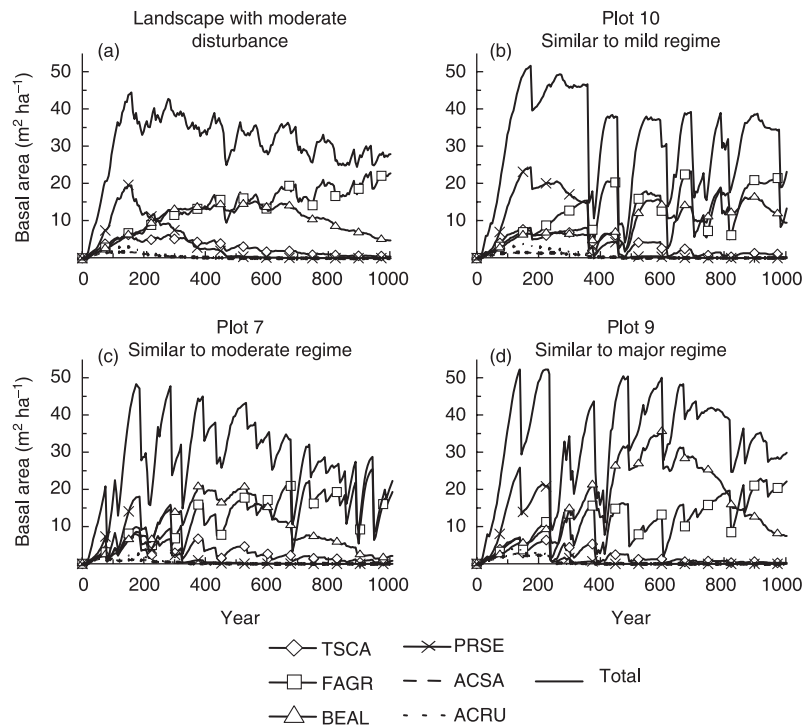 Landscape with moderate
disturbance
(a)
Basal area (m² ha⁻¹)
50
40
30
20
10
0 200 400 600 800 1000
Plot 10
Similar to mild regime
(b)
50
40
30
20
10
0 200 400 600 800 1000
Plot 7
Similar to moderate regime
(c)
Basal area (m² ha⁻¹)
50
40
30
20
10
0 200 400 600 800 1000
Year
Plot 9
Similar to major regime
(d)
50
40
30
20
10
0 200 400 600 800 1000
Year
TSCA PRSE
FAGR ACSA Total
BEAL ACRU